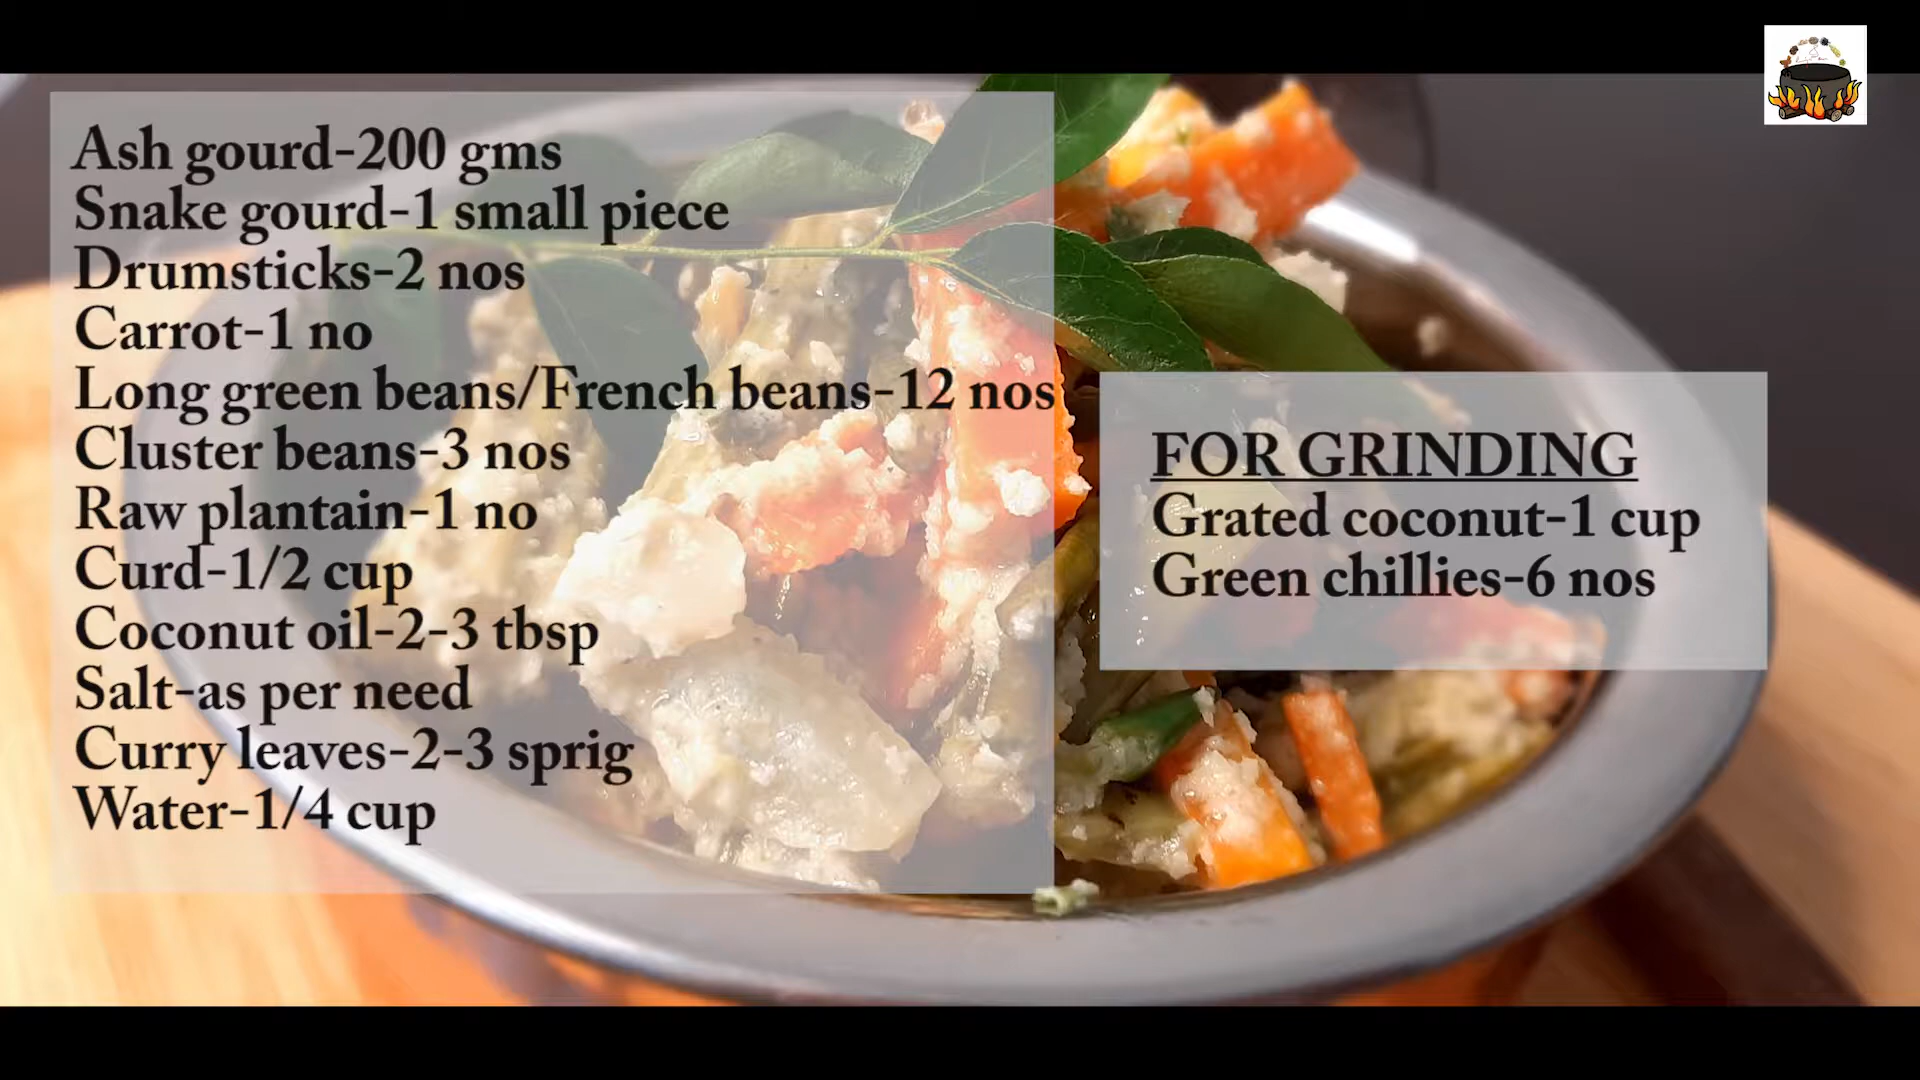 Ash gourd-200 gms
Snake gourd-1 small piece
Drumsticks-2 nos
Carrot-1 no
Long green beans/French beans-12 nos
Cluster beans-3 nos
Raw plantain-1 no
Curd-1/2 cup
Coconut oil-2-3 tbsp
Salt-as per need
Curry leaves-2-3 sprig
Water-1/4 cup
FOR GRINDING
Grated coconut-1 cup
Green chillies-6 nos